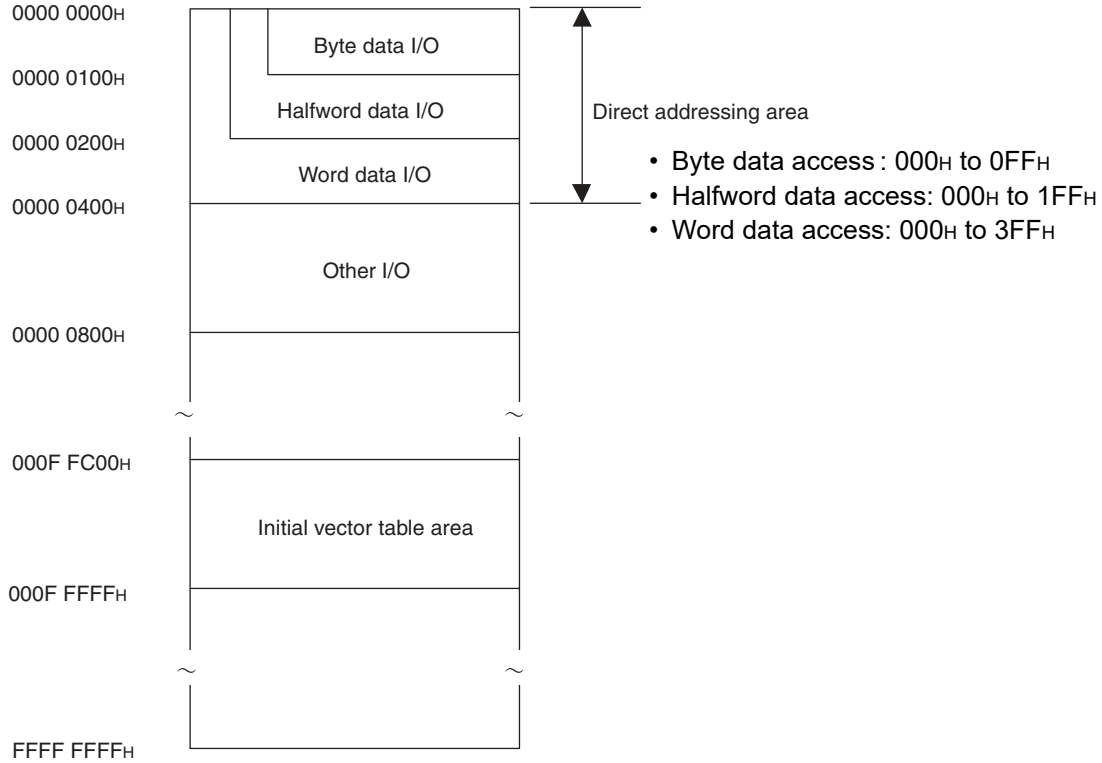 0000 0000H
Byte data I/O
0000 0100H
Halfword data I/O
Direct addressing area
0000 0200H
• Byte data access : 000H to 0FFH
Word data I/O
• Halfword data access: 000H to 1FFH
0000 0400H
• Word data access: 000H to 3FFH
Other I/O
0000 0800H
000F FC00H
Initial vector table area
000F FFFFH
FFFF FFFFH